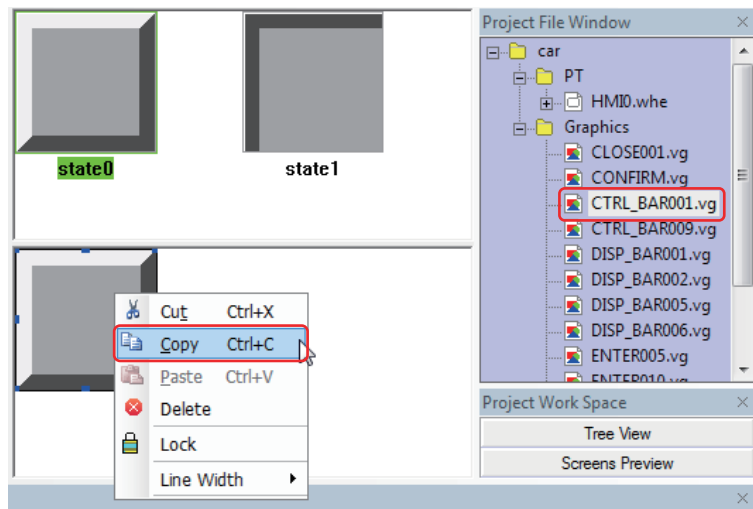 state0
state1
Cut Ctrl+X
Copy Ctrl+C
Paste Ctrl+V
Delete
Lock
Line Width
Project File Window
car
PT
HMI0.whe
Graphics
CLOSE001.vg
CONFIRM.vg
CTRL_BAR001.vg
CTRL_BAR009.vg
DISP_BAR001.vg
DISP_BAR002.vg
DISP_BAR005.vg
DISP_BAR006.vg
ENTER005.vg
ENTER010.vg
Project Work Space
Tree View
Screens Preview